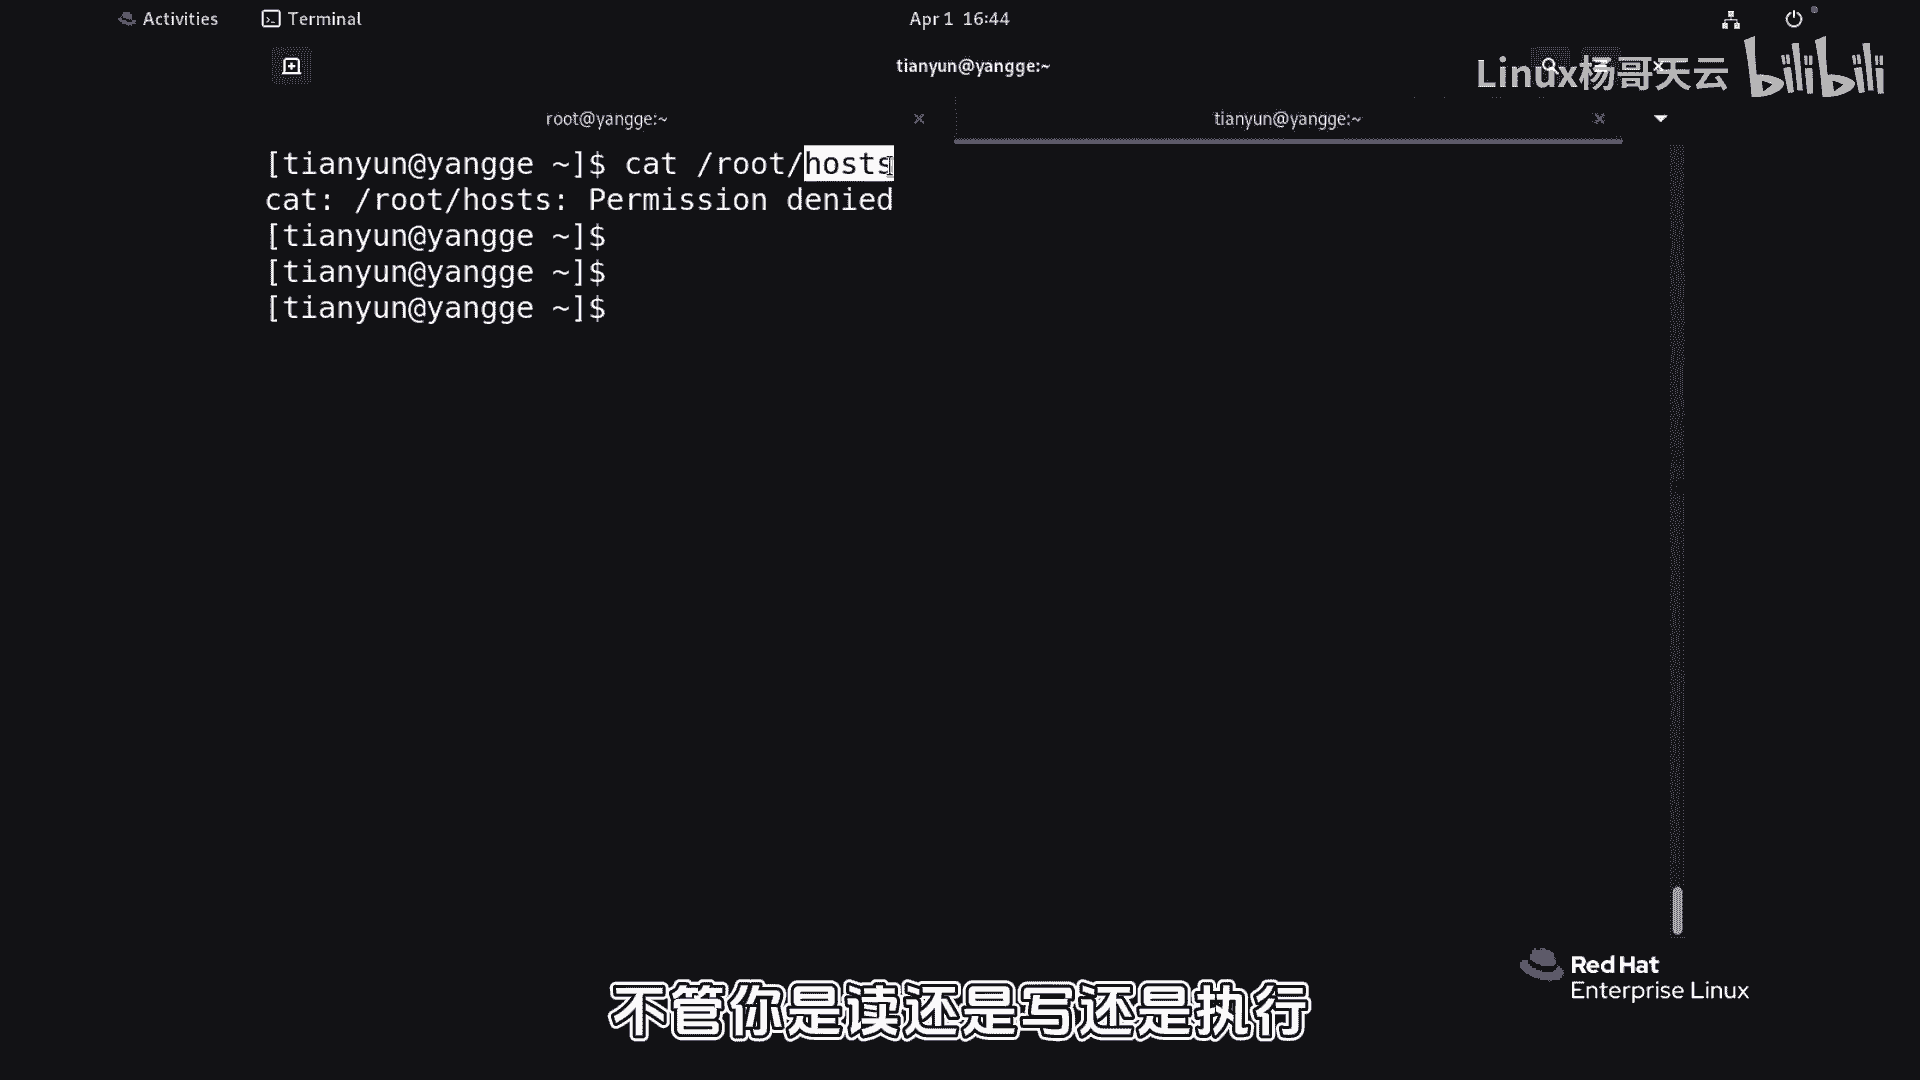 Activities Terminal Apr 1 16:44
tianyun@yangge:~
Linux杨哥天云 bilibili
root@yangge:~ tianyun@yangge:~
[tianyun@yangge ~]$ cat /root/hosts
cat: /root/hosts: Permission denied
[tianyun@yangge ~]$
[tianyun@yangge ~]$
[tianyun@yangge ~]$
Red Hat
Enterprise Linux
不管你是读还是写还是执行